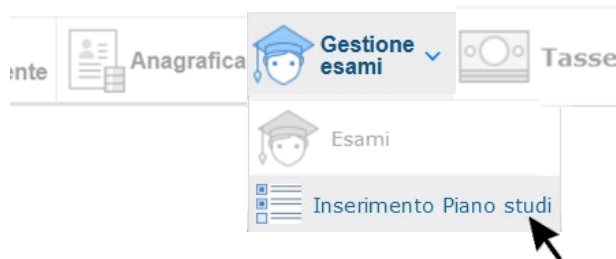 ente
Anagrafica
Gestione
esami
Tasse
Esami
Inserimento Piano studi